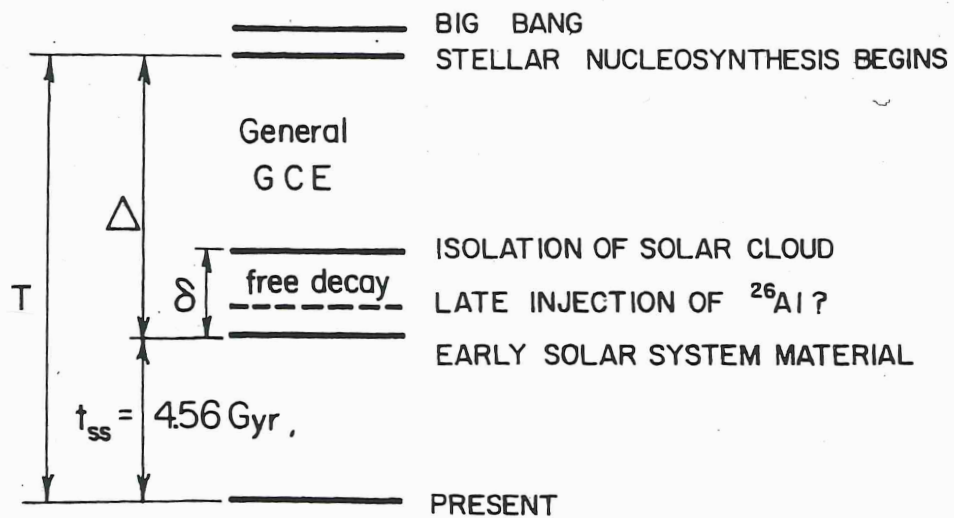 BIG BANG
STELLAR NUCLEOSYNTHESIS BEGINS
General
GCE
Δ
ISOLATION OF SOLAR CLOUD
free decay
T
δ
LATE INJECTION OF ²⁶Al?
EARLY SOLAR SYSTEM MATERIAL
tss = 4.56 Gyr,
PRESENT